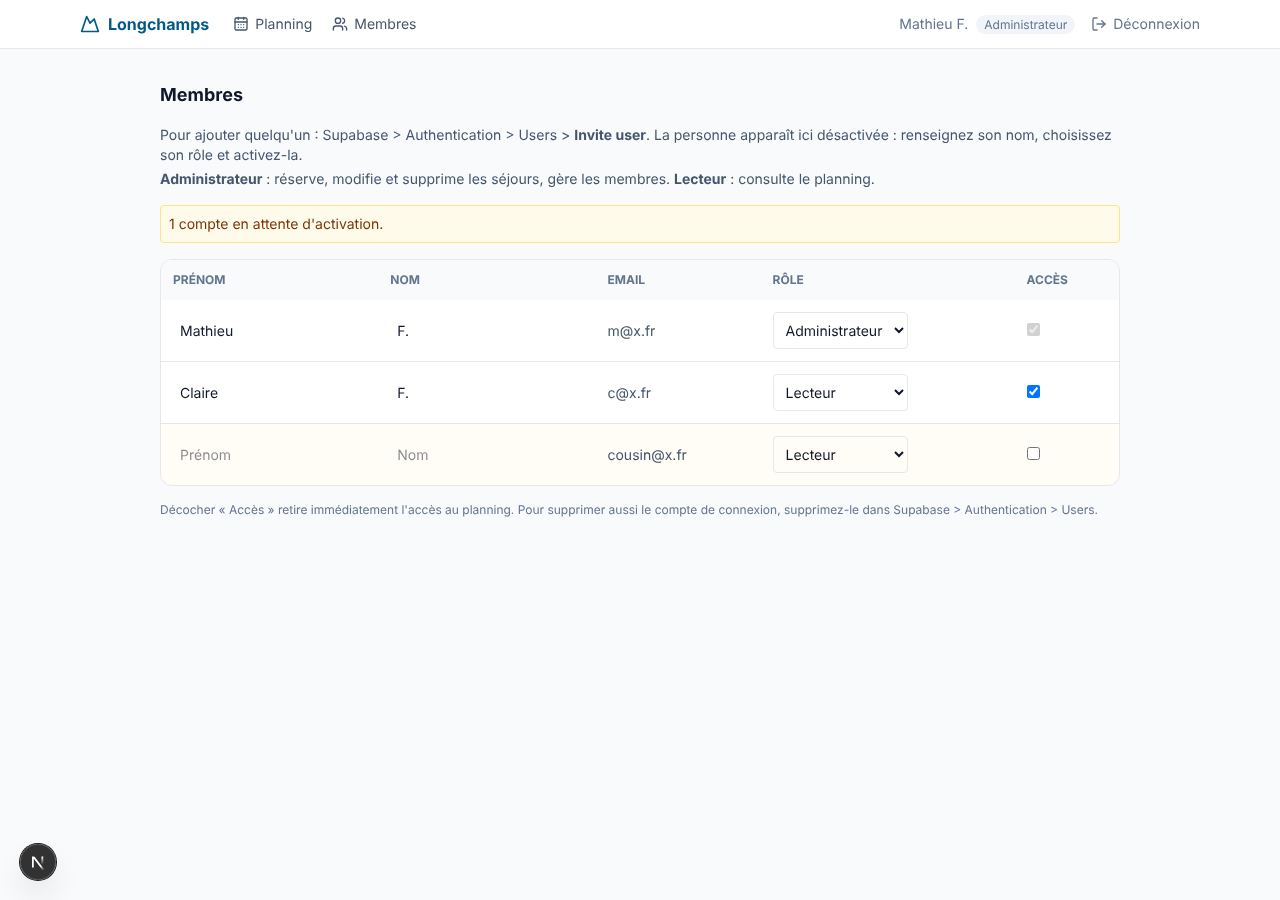 Longchamps Planning Membres Mathieu F. Administrateur Déconnexion
Membres
Pour ajouter quelqu'un : Supabase > Authentication > Users > Invite user. La personne apparaît ici désactivée : renseignez son nom, choisissez
son rôle et activez-la.
Administrateur : réserve, modifie et supprime les séjours, gère les membres. Lecteur : consulte le planning.
1 compte en attente d'activation.
PRÉNOM NOM EMAIL RÔLE ACCÈS
Mathieu F. m@x.fr Administrateur
Claire F. c@x.fr Lecteur
Prénom Nom cousin@x.fr Lecteur
Décocher « Accès » retire immédiatement l'accès au planning. Pour supprimer aussi le compte de connexion, supprimez-le dans Supabase > Authentication > Users.
N